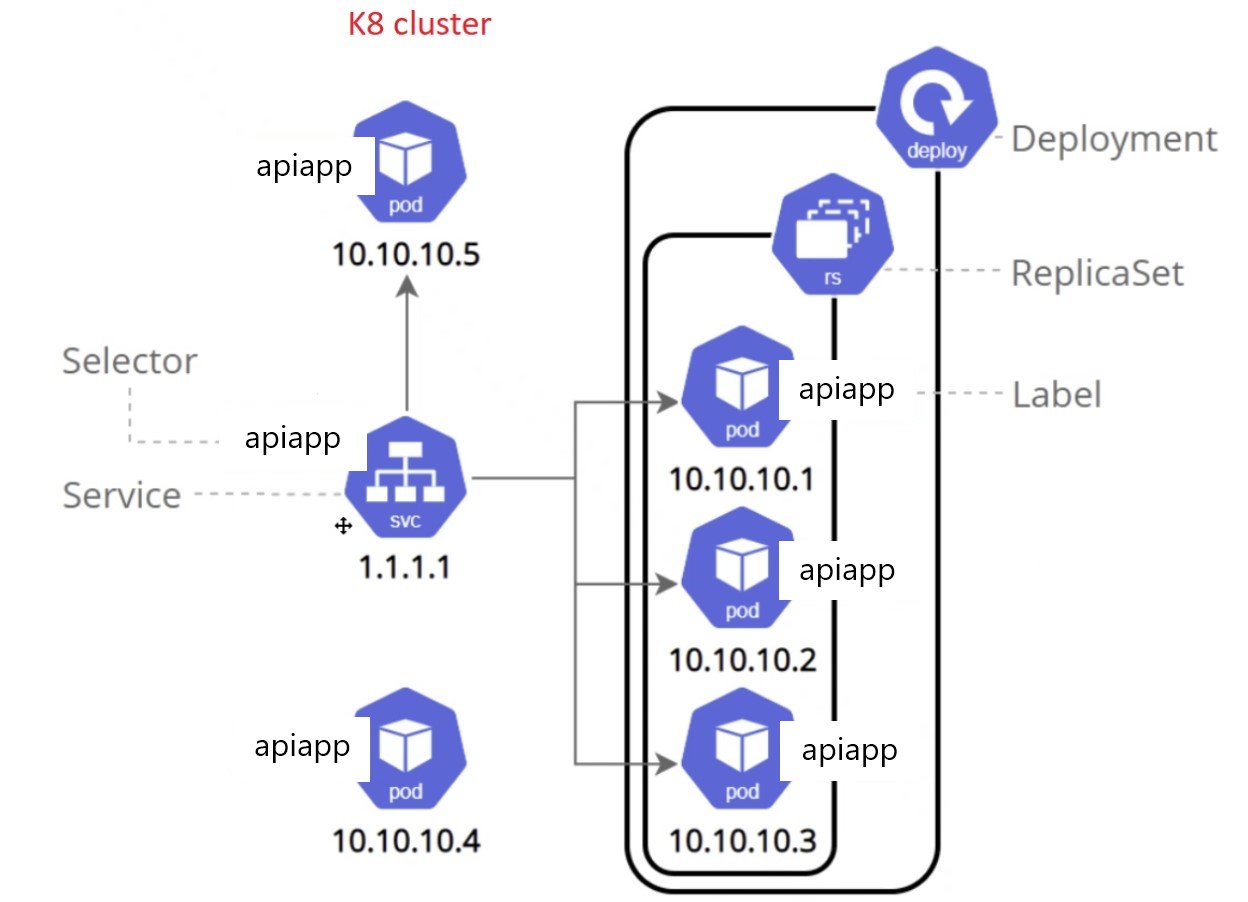 K8 cluster
deploy
Deployment
apiapp
pod
10.10.10.5
rs
ReplicaSet
Selector
apiapp
Service
svc
1.1.1.1
apiapp
Label
pod
10.10.10.1
apiapp
pod
10.10.10.2
apiapp
pod
10.10.10.4
apiapp
pod
10.10.10.3